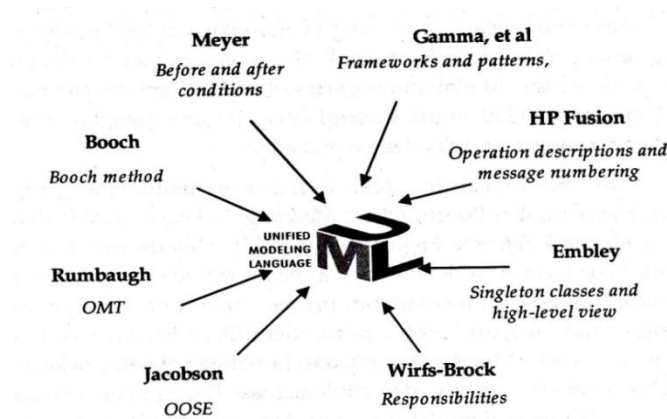 Meyer
Before and after
conditions
Gamma, et al
Frameworks and patterns,
HP Fusion
Operation descriptions and
message numbering
Booch
Booch method
UNIFIED
MODELING
LANGUAGE
UML
Embley
Singleton classes and
high-level view
Rumbaugh
OMT
Jacobson
OOSE
Wirfs-Brock
Responsibilities